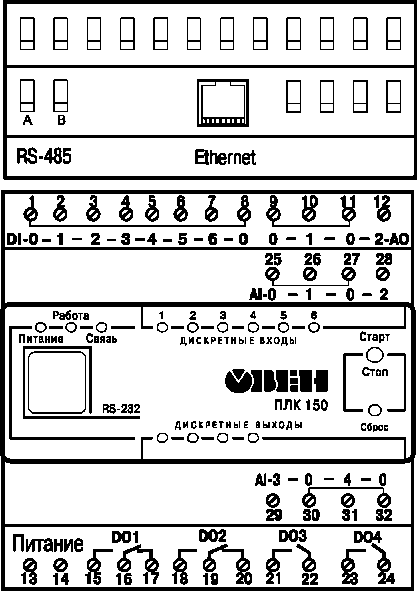 A B
RS-485 Ethernet
1 2 3 4 5 6 7 8 9 10 11 12
DI-0 - 1 - 2 - 3 - 4 - 5 - 6 - 0 0 - 1 - 0 - 2-AO
25 26 27 28
AI-0 - 1 - 0 - 2
Работа
Питание Связь
1 2 3 4 5 6
ДИСКРЕТНЫЕ ВХОДЫ
Старт
Стоп
ОВЕН
ПЛК 150
RS-232
ДИСКРЕТНЫЕ ВЫХОДЫ
Сброс
AI-3 - 0 - 4 - 0
29 30 31 32
Питание DO1 DO2 DO3 DO4
13 14 15 16 17 18 19 20 21 22 23 24